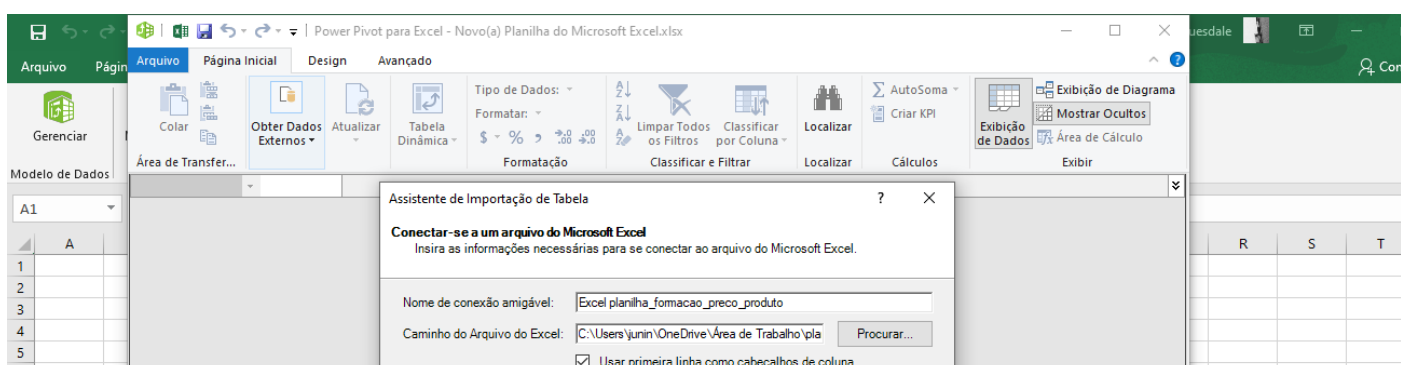 Power Pivot para Excel - Novo(a) Planilha do Microsoft Excel.xlsx
uesdale
Arquivo Págin
Arquivo Página Inicial Design Avançado
Com
Gerenciar
Modelo de Dados
Colar
Área de Transfer...
Obter Dados Externos
Atualizar
Tabela Dinâmica
Tipo de Dados:
Formatar:
$ % 
Formatação
Limpar Todos os Filtros
Classificar por Coluna
Classificar e Filtrar
Localizar
Localizar
AutoSoma
Criar KPI
Cálculos
Exibição de Dados
Exibição de Diagrama
Mostrar Ocultos
Área de Cálculo
Exibir
A1
A
R S T
1
2
3
4
5
Assistente de Importação de Tabela ?
Conectar-se a um arquivo do Microsoft Excel
Insira as informações necessárias para se conectar ao arquivo do Microsoft Excel.
Nome de conexão amigável: Excel planilha_formacao_preco_produto
Caminho do Arquivo do Excel: C:\Users\junin\OneDrive\Área de Trabalho\pla Procurar...
Usar primeira linha como cabeçalhos de coluna